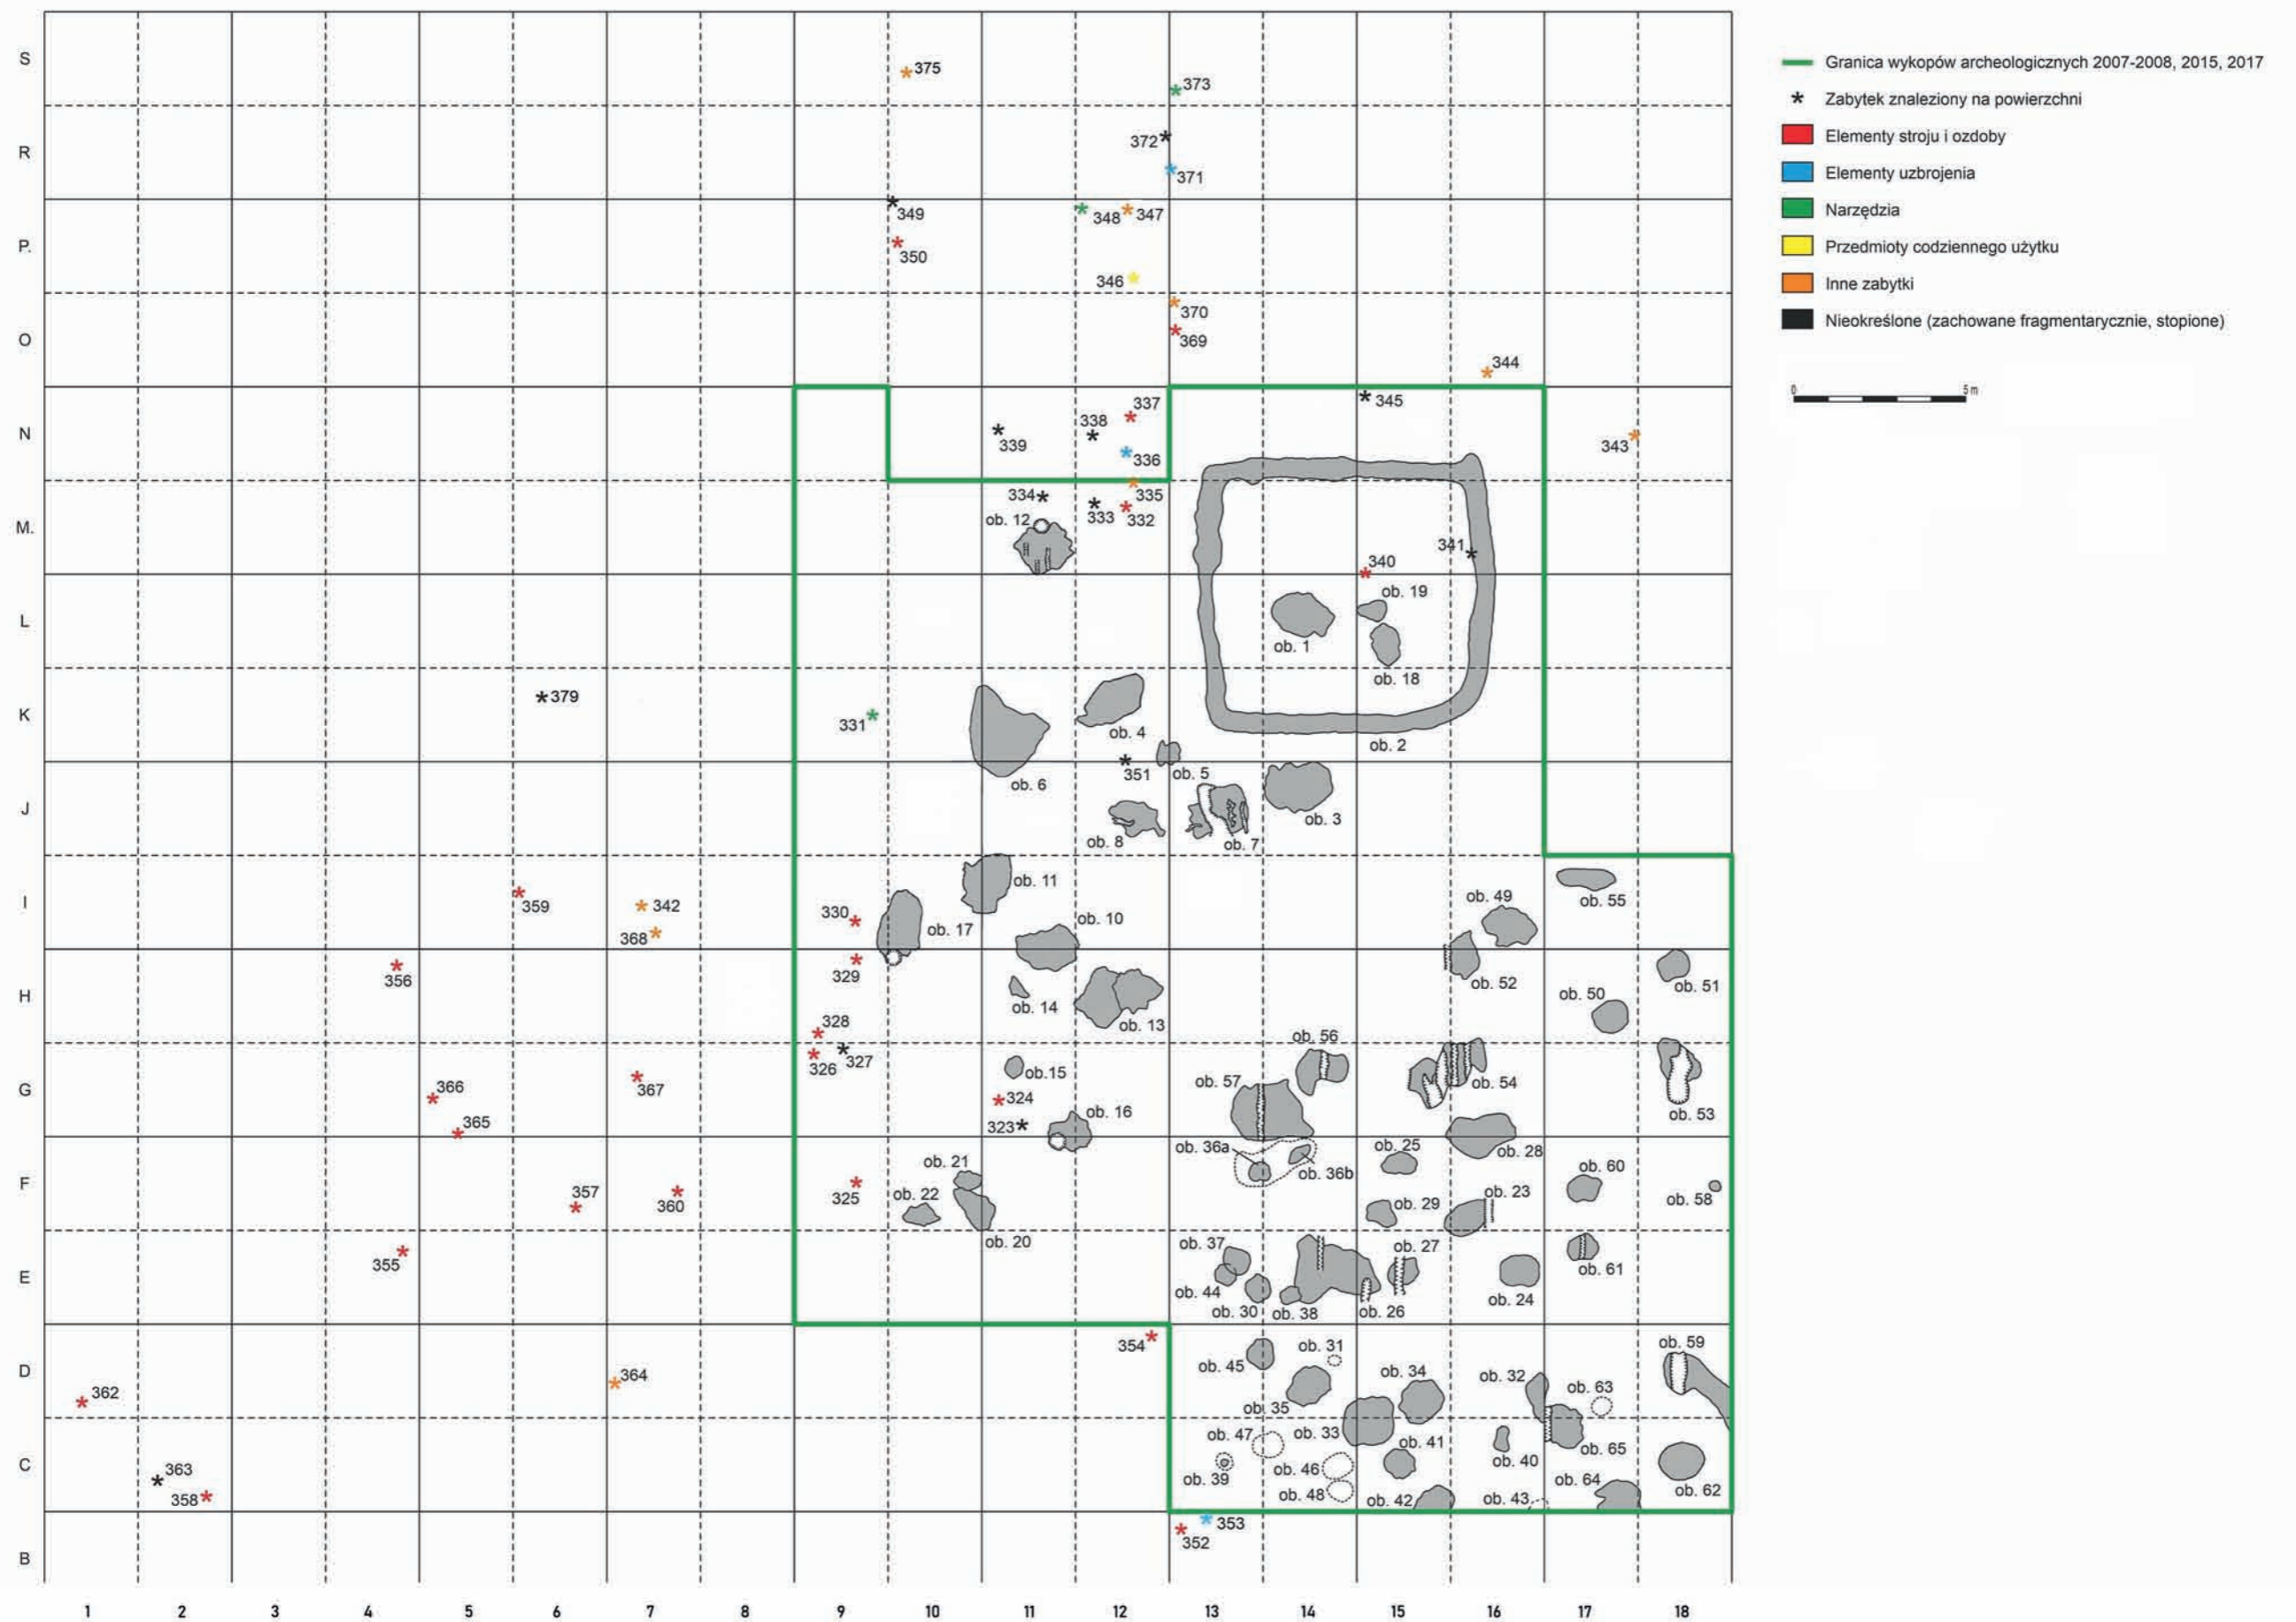 S
375
373
Granica wykopów archeologicznych 2007-2008, 2015, 2017
* Zabytek znaleziony na powierzchni
Elementy stroju i ozdoby
Elementy uzbrojenia
Narzędzia
Przedmioty codziennego użytku
Inne zabytki
Nieokreślone (zachowane fragmentarycznie, stopione)
0 5 m
R
372
371
P.
349
348 347
350
346
O
370
369
344
N
337
345
338
339
343
336
M.
334
335
333 332
ob. 12
341
340
L
ob. 19
ob. 1
ob. 18
K
379
331
ob. 4
ob. 2
351
ob. 5
ob. 6
J
ob. 3
ob. 8
ob. 7
I
ob. 11
359
342
330
ob. 10
ob. 49
ob. 55
368
ob. 17
H
356
329
ob. 14
ob. 13
ob. 52
ob. 50
ob. 51
328
ob. 56
G
326
327
366
367
365
ob.15
324
323
ob. 16
ob. 57
ob. 54
ob. 53
F
ob. 36a
ob. 36b
ob. 25
ob. 28
ob. 21
ob. 60
357
360
325
ob. 22
ob. 29
ob. 23
ob. 58
ob. 20
E
355
ob. 37
ob. 27
ob. 61
ob. 44
ob. 30
ob. 38
ob. 26
ob. 24
D
354
ob. 31
ob. 59
ob. 45
ob. 34
ob. 32
364
ob. 63
362
ob. 35
C
ob. 47
ob. 33
ob. 41
ob. 65
363
ob. 39
ob. 46
ob. 40
ob. 64
358
ob. 48
ob. 42
ob. 43
ob. 62
B
353
352
1 2 3 4 5 6 7 8 9 10 11 12 13 14 15 16 17 18